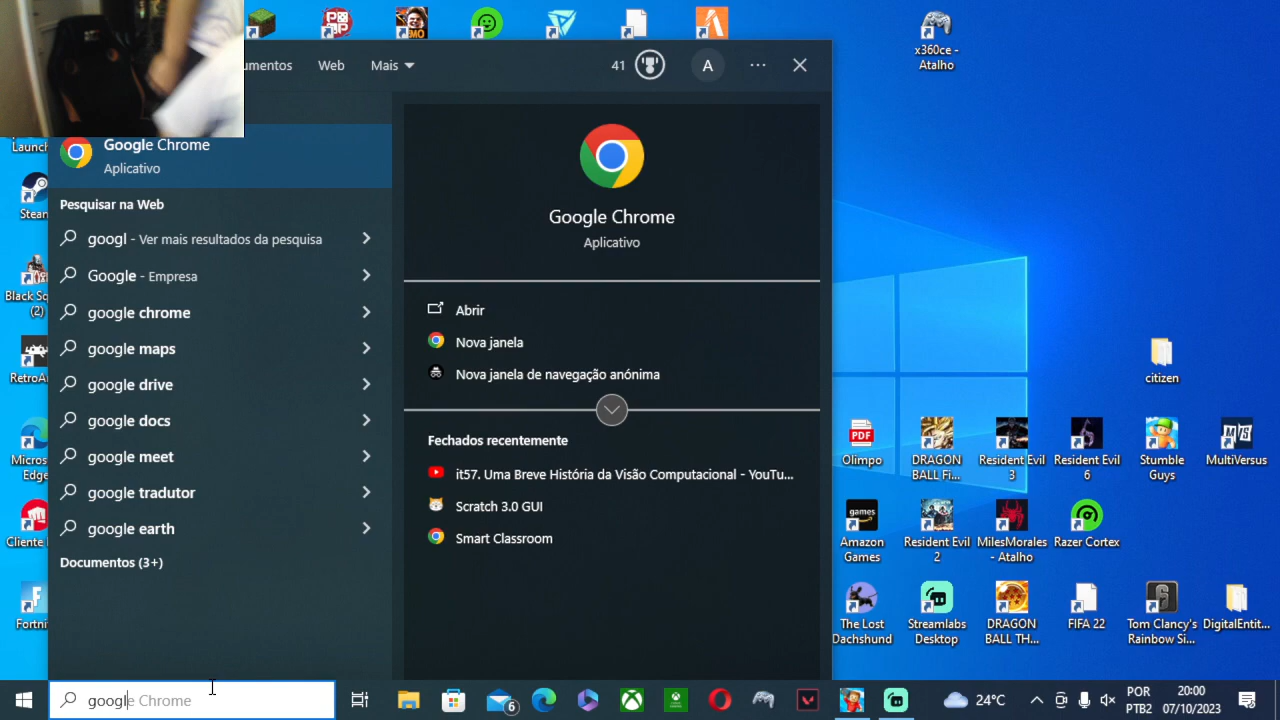 x360ce -
Atalho
Web
Mais
41
A
Google Chrome
Aplicativo
Pesquisar na Web
googl - Ver mais resultados da pesquisa
Google - Empresa
google chrome
google maps
google drive
google docs
google meet
google tradutor
google earth
Documentos (3+)
Google Chrome
Aplicativo
Abrir
Nova janela
Nova janela de navegação anónima
Fechados recentemente
it57. Uma Breve História da Visão Computacional - YouTu...
Scratch 3.0 GUI
Smart Classroom
citizen
Olimpo
DRAGON
BALL Fi...
Resident Evil
3
Resident Evil
6
Stumble
Guys
MultiVersus
Amazon
Games
Resident Evil
2
MilesMorales
- Atalho
Razer Cortex
The Lost
Dachshund
Streamlabs
Desktop
DRAGON
BALL TH...
FIFA 22
Tom Clancy's
Rainbow Si...
DigitalEntit...
Launch
Steam
Black Sq
(2)
RetroAr
Micros
Edge
Cliente
Fortni
google Chrome
6
24°C
POR
PTB2
20:00
07/10/2023